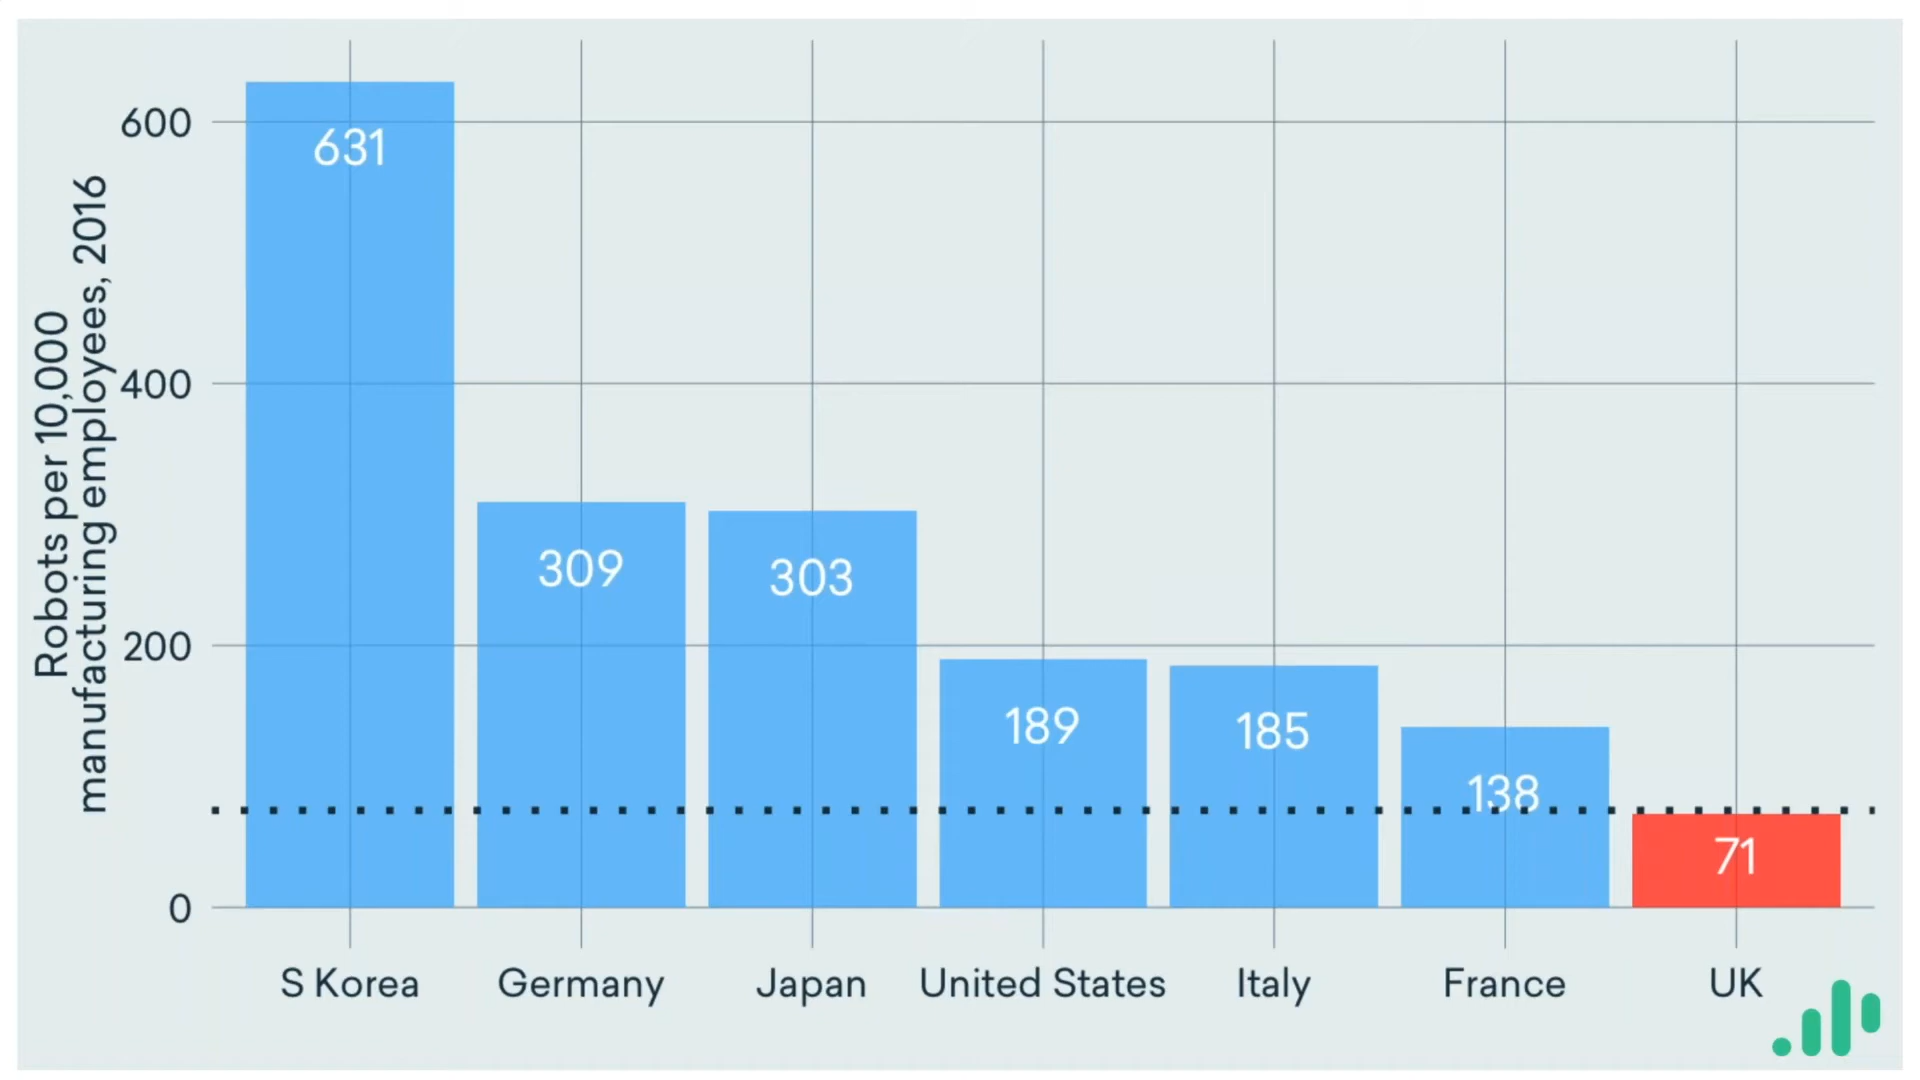 Robots per 10,000
manufacturing employees, 2016
600
400
200
0
631
309
303
189
185
138
71
S Korea
Germany
Japan
United States
Italy
France
UK